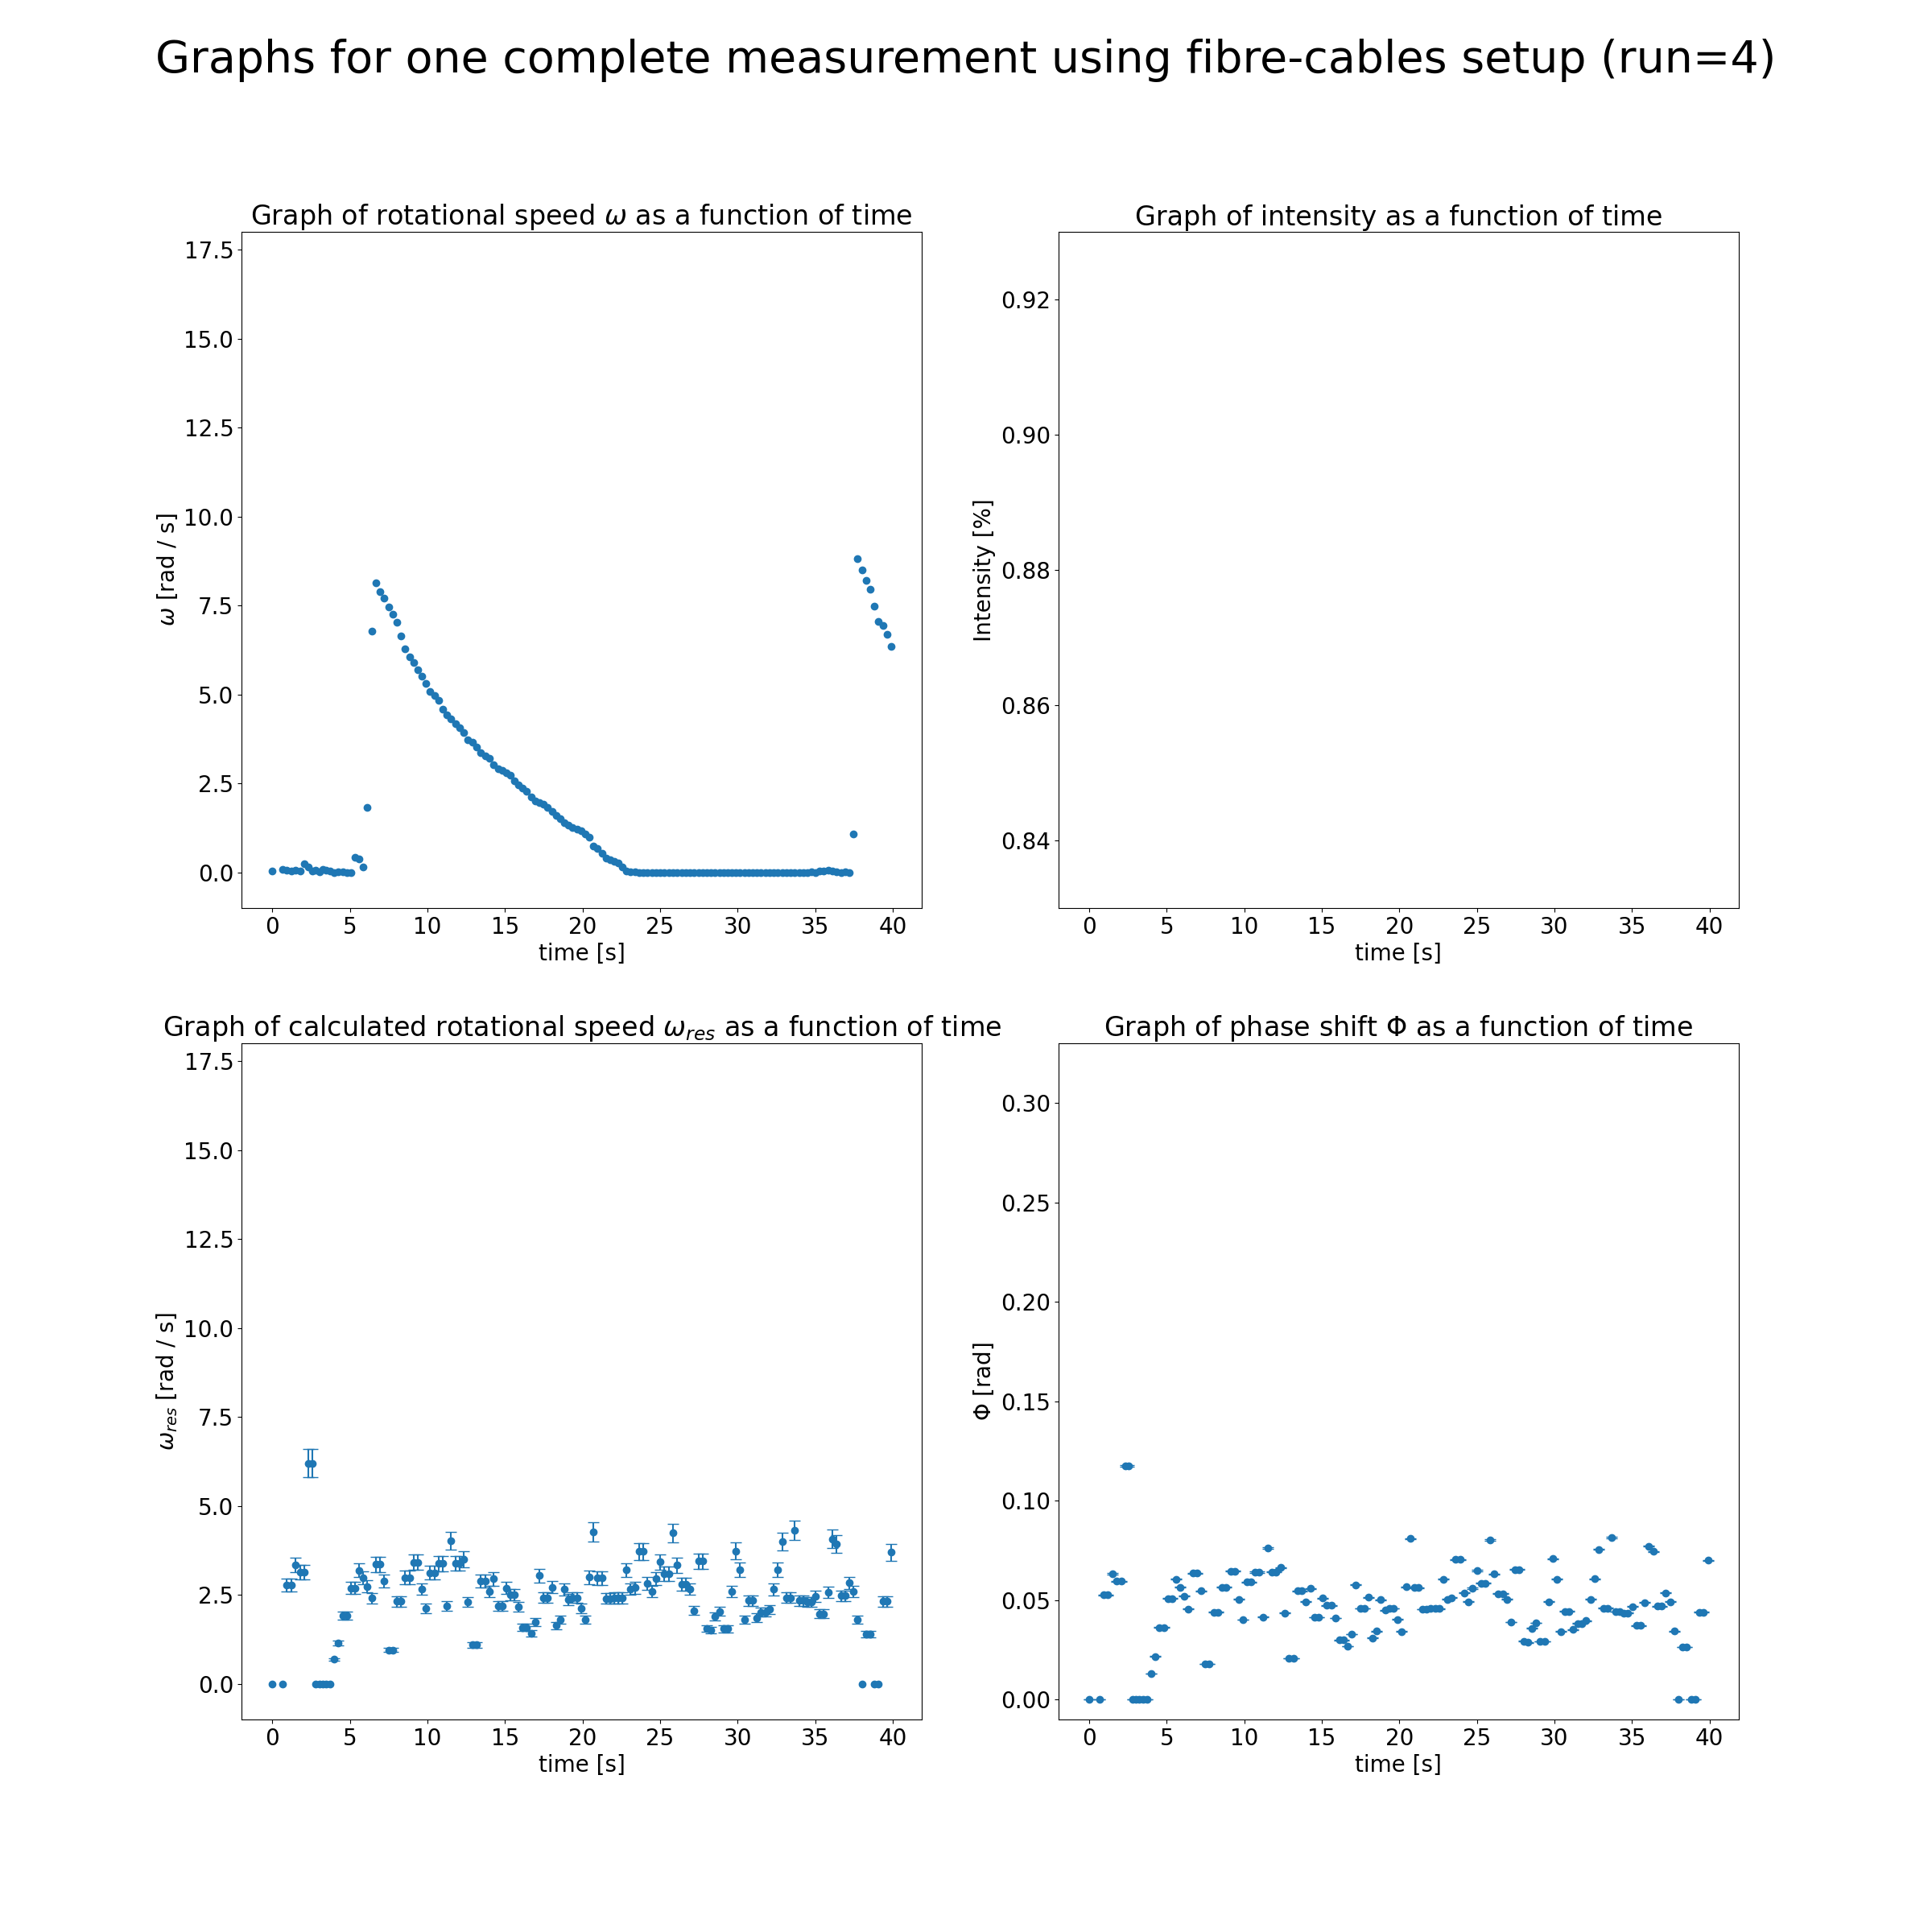 Graphs for one complete measurement using fibre-cables setup (run=4)
Graph of rotational speed ω as a function of time
17.5
15.0
12.5
10.0
7.5
5.0
2.5
0.0
ω [rad / s]
0 5 10 15 20 25 30 35 40
time [s]
Graph of intensity as a function of time
0.92
0.90
0.88
0.86
0.84
Intensity [%]
0 5 10 15 20 25 30 35 40
time [s]
Graph of calculated rotational speed ω_res as a function of time
17.5
15.0
12.5
10.0
7.5
5.0
2.5
0.0
ω_res [rad / s]
0 5 10 15 20 25 30 35 40
time [s]
Graph of phase shift Φ as a function of time
0.30
0.25
0.20
0.15
0.10
0.05
0.00
Φ [rad]
0 5 10 15 20 25 30 35 40
time [s]